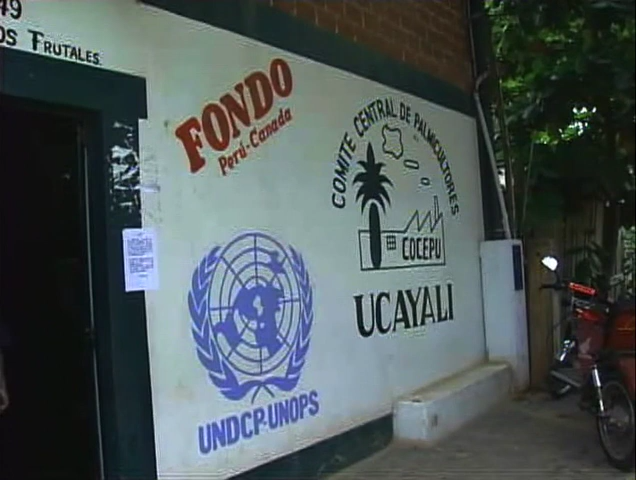 49
OS FRUTALES.
FONDO
Perú-Canada
COMITE CENTRAL DE PALMICULTORES
COCEPU
UCAYALI
UNDCP-UNOPS